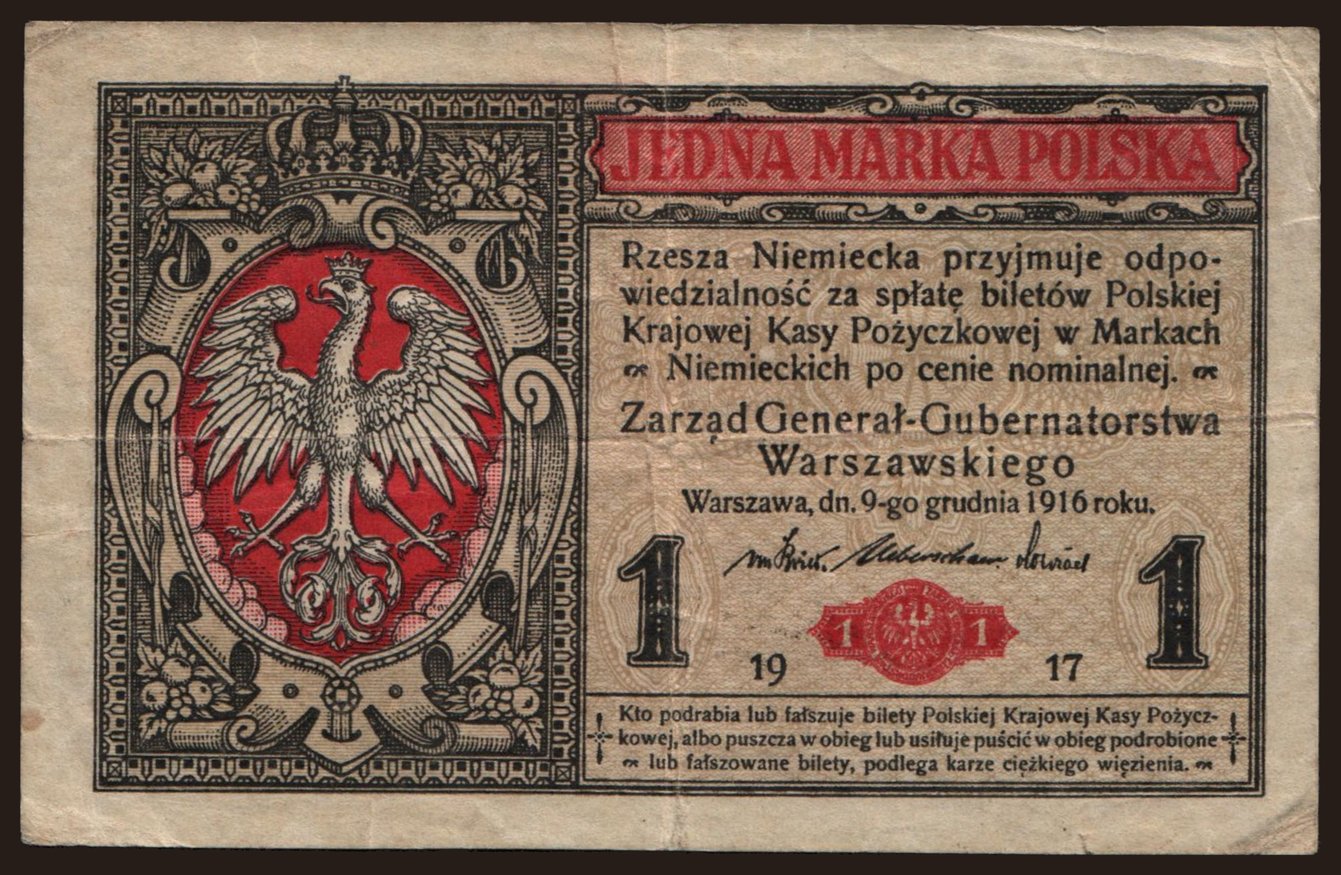 JEDNA MARKA POLSKA
Rzesza Niemiecka przyjmuje odpo-
wiedzialność za spłatę biletów Polskiej
Krajowej Kasy Pożyczkowej w Markach
Niemieckich po cenie nominalnej.
Zarząd Generał-Gubernatorstwa
Warszawskiego
Warszawa, dn. 9-go grudnia 1916 roku.
1 1
1 1
19 17
Kto podrabia lub fałszuje bilety Polskiej Krajowej Kasy Pożycz-
kowej, albo puszcza w obieg lub usiłuje puścić w obieg podrobione
lub fałszowane bilety, podlega karze ciężkiego więzienia.